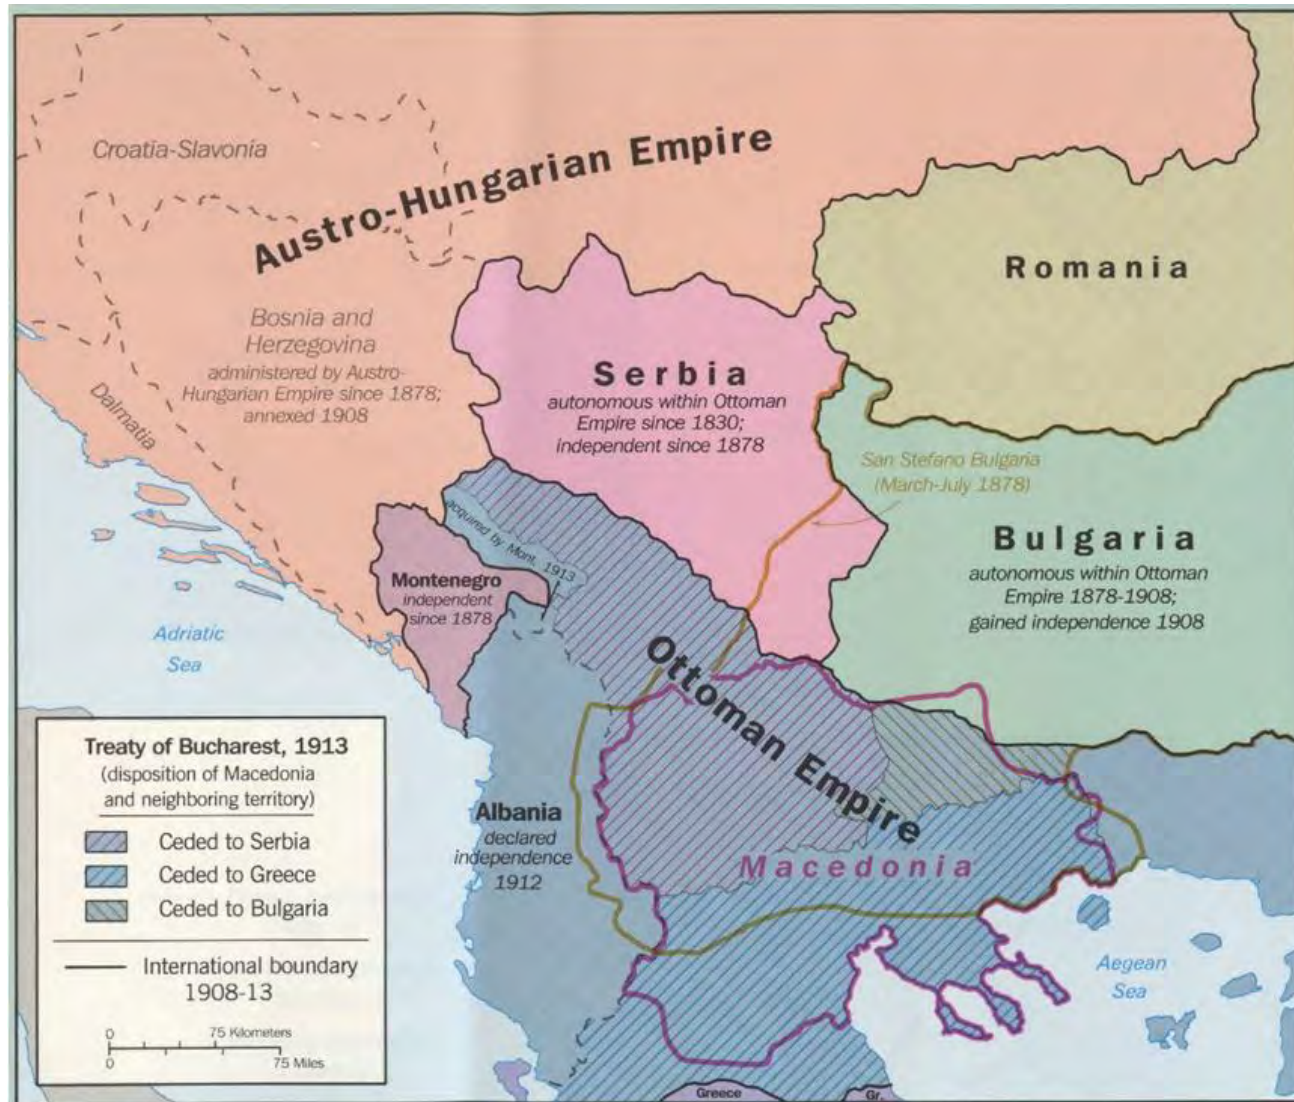 Croatia-Slavonia
Austro-Hungarian Empire
Romania
Bosnia and
Herzegovina
administered by Austro-
Hungarian Empire since 1878;
annexed 1908
Dalmatia
Serbia
autonomous within Ottoman
Empire since 1830;
independent since 1878
San Stefano Bulgaria
(March-July 1878)
Bulgaria
autonomous within Ottoman
Empire 1878-1908;
gained independence 1908
acquired by Mont. 1913
Montenegro
independent
since 1878
Adriatic
Sea
Ottoman Empire
Macedonia
Albania
declared
independence
1912
Aegean
Sea
Greece
Gr.
Treaty of Bucharest, 1913
(disposition of Macedonia
and neighboring territory)
Ceded to Serbia
Ceded to Greece
Ceded to Bulgaria
International boundary
1908-13
0 75 Kilometers
0 75 Miles